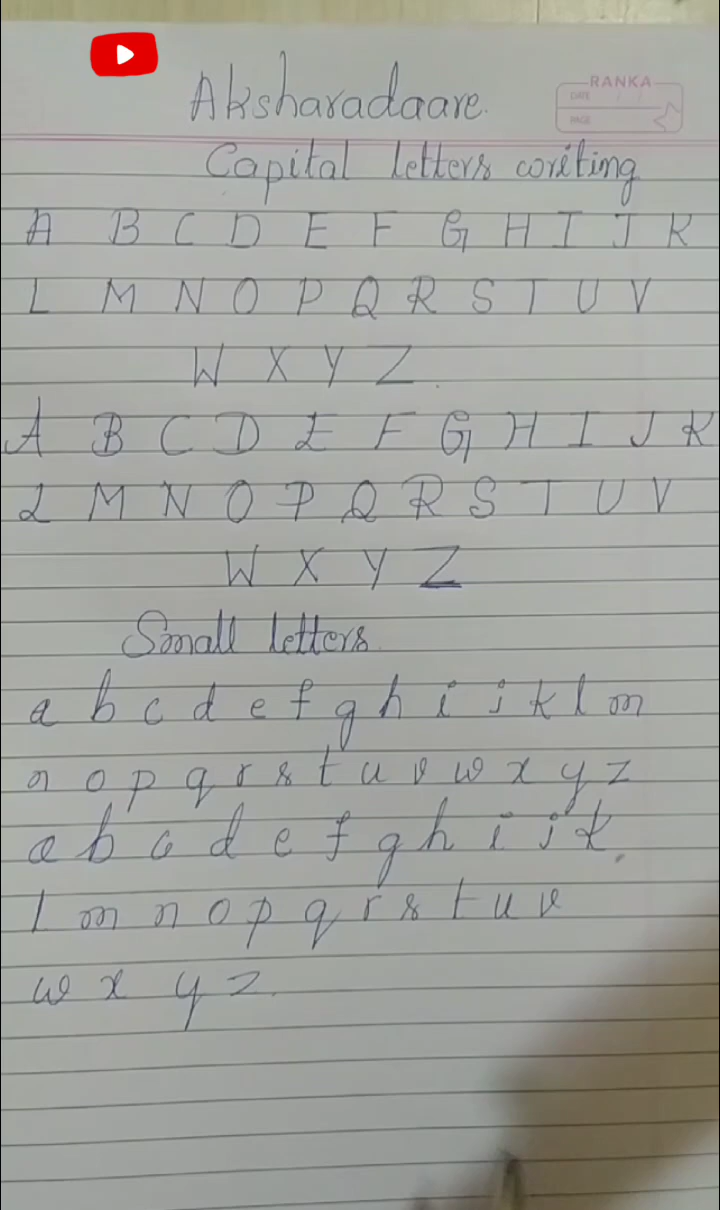 Aksharadaare.
RANKA
DATE
PAGE
Capital letters writing
A B C D E F G H I J K
L M N O P Q R S T U V
W X Y Z.
A B C D E F G H I J K
L M N O P Q R S T U V
W X Y Z
Small letters
a b c d e f g h i j k l m
n o p q r s t u v w x y z
a b c d e f g h i j k.
l m n o p q r s t u v
w x y z.